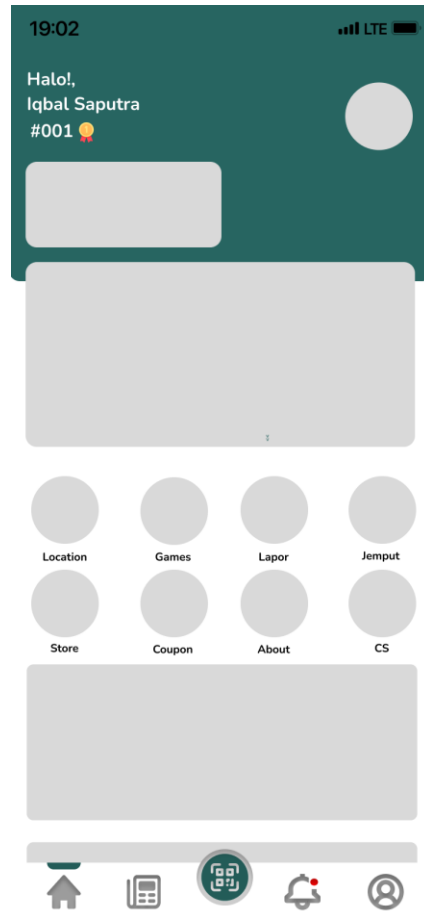 19:02
LTE
Halo!,
Iqbal Saputra
#001
Location
Games
Lapor
Jemput
Store
Coupon
About
CS